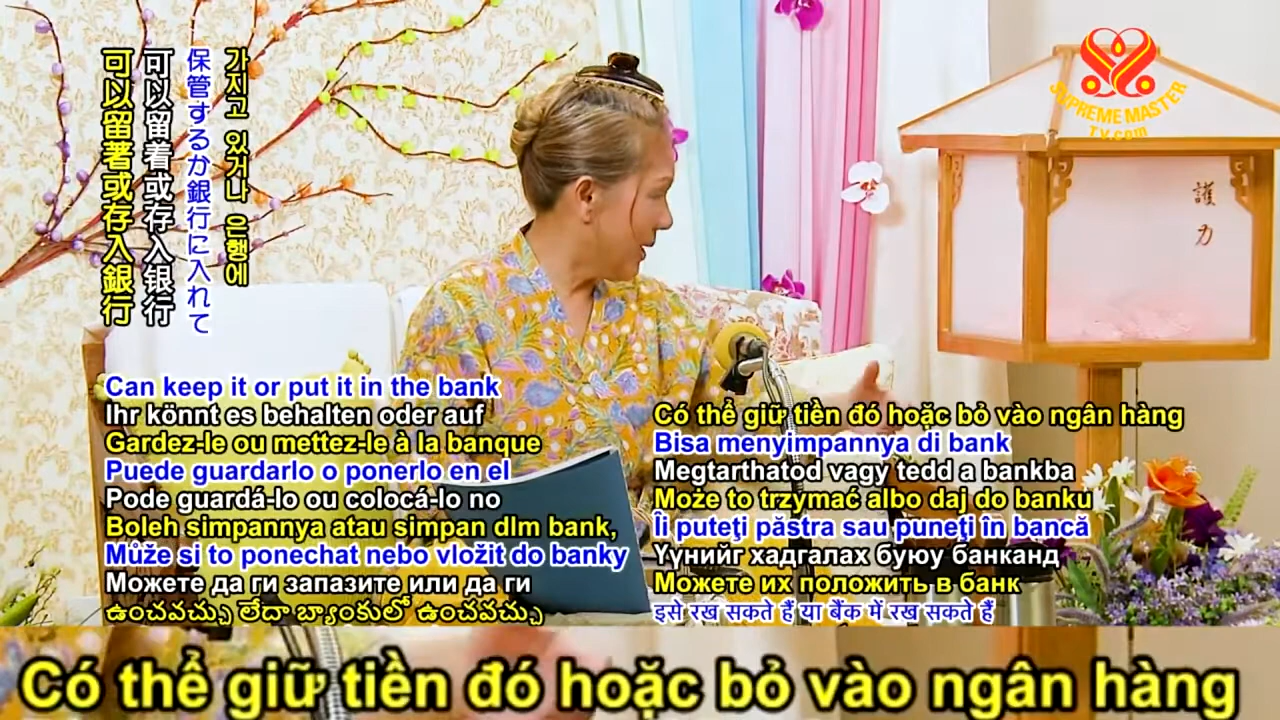 가지고 있거나 은행에
保管するか銀行に入れて
可以留着或存入银行
可以留著或存入銀行
SUPREME MASTER
TV.com
護力
Can keep it or put it in the bank
Ihr könnt es behalten oder auf
Gardez-le ou mettez-le à la banque
Puede guardarlo o ponerlo en el
Pode guardá-lo ou colocá-lo no
Boleh simpannya atau simpan dlm bank,
Může si to ponechat nebo vložit do banky
Можете да ги запазите или да ги
ఉంచవచ్చు లేదా బ్యాంకులో ఉంచవచ్చు
Có thể giữ tiền đó hoặc bỏ vào ngân hàng
Bisa menyimpannya di bank
Megtarthatod vagy tedd a bankba
Może to trzymać albo daj do banku
Îi puteţi păstra sau puneţi în bancă
Үүнийг хадгалах буюу банканд
Можете их положить в банк
इसे रख सकते हैं या बैंक में रख सकते हैं
Có thể giữ tiền đó hoặc bỏ vào ngân hàng